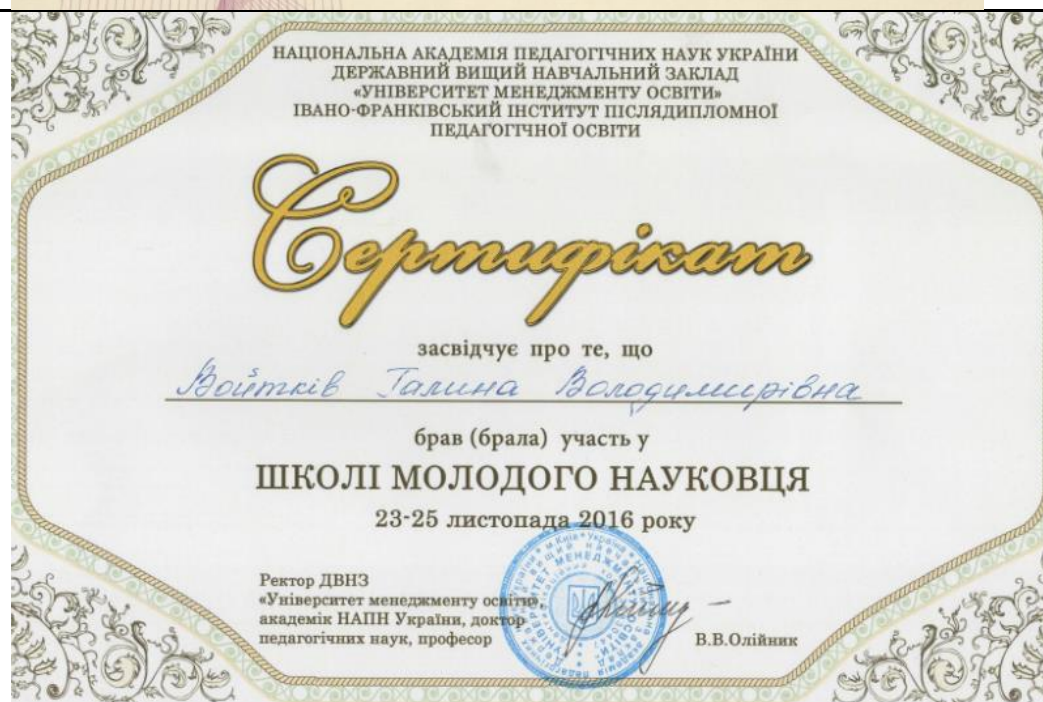 НАЦІОНАЛЬНА АКАДЕМІЯ ПЕДАГОГІЧНИХ НАУК УКРАЇНИ
ДЕРЖАВНИЙ ВИЩИЙ НАВЧАЛЬНИЙ ЗАКЛАД
«УНІВЕРСИТЕТ МЕНЕДЖМЕНТУ ОСВІТИ»
ІВАНО-ФРАНКІВСЬКИЙ ІНСТИТУТ ПІСЛЯДИПЛОМНОЇ
ПЕДАГОГІЧНОЇ ОСВІТИ
Сертифікат
засвідчує про те, що
Войтків Галина Володимирівна
брав (брала) участь у
ШКОЛІ МОЛОДОГО НАУКОВЦЯ
23-25 листопада 2016 року
Ректор ДВНЗ
«Університет менеджменту освіти»,
академік НАПН України, доктор
педагогічних наук, професор
В.В.Олійник